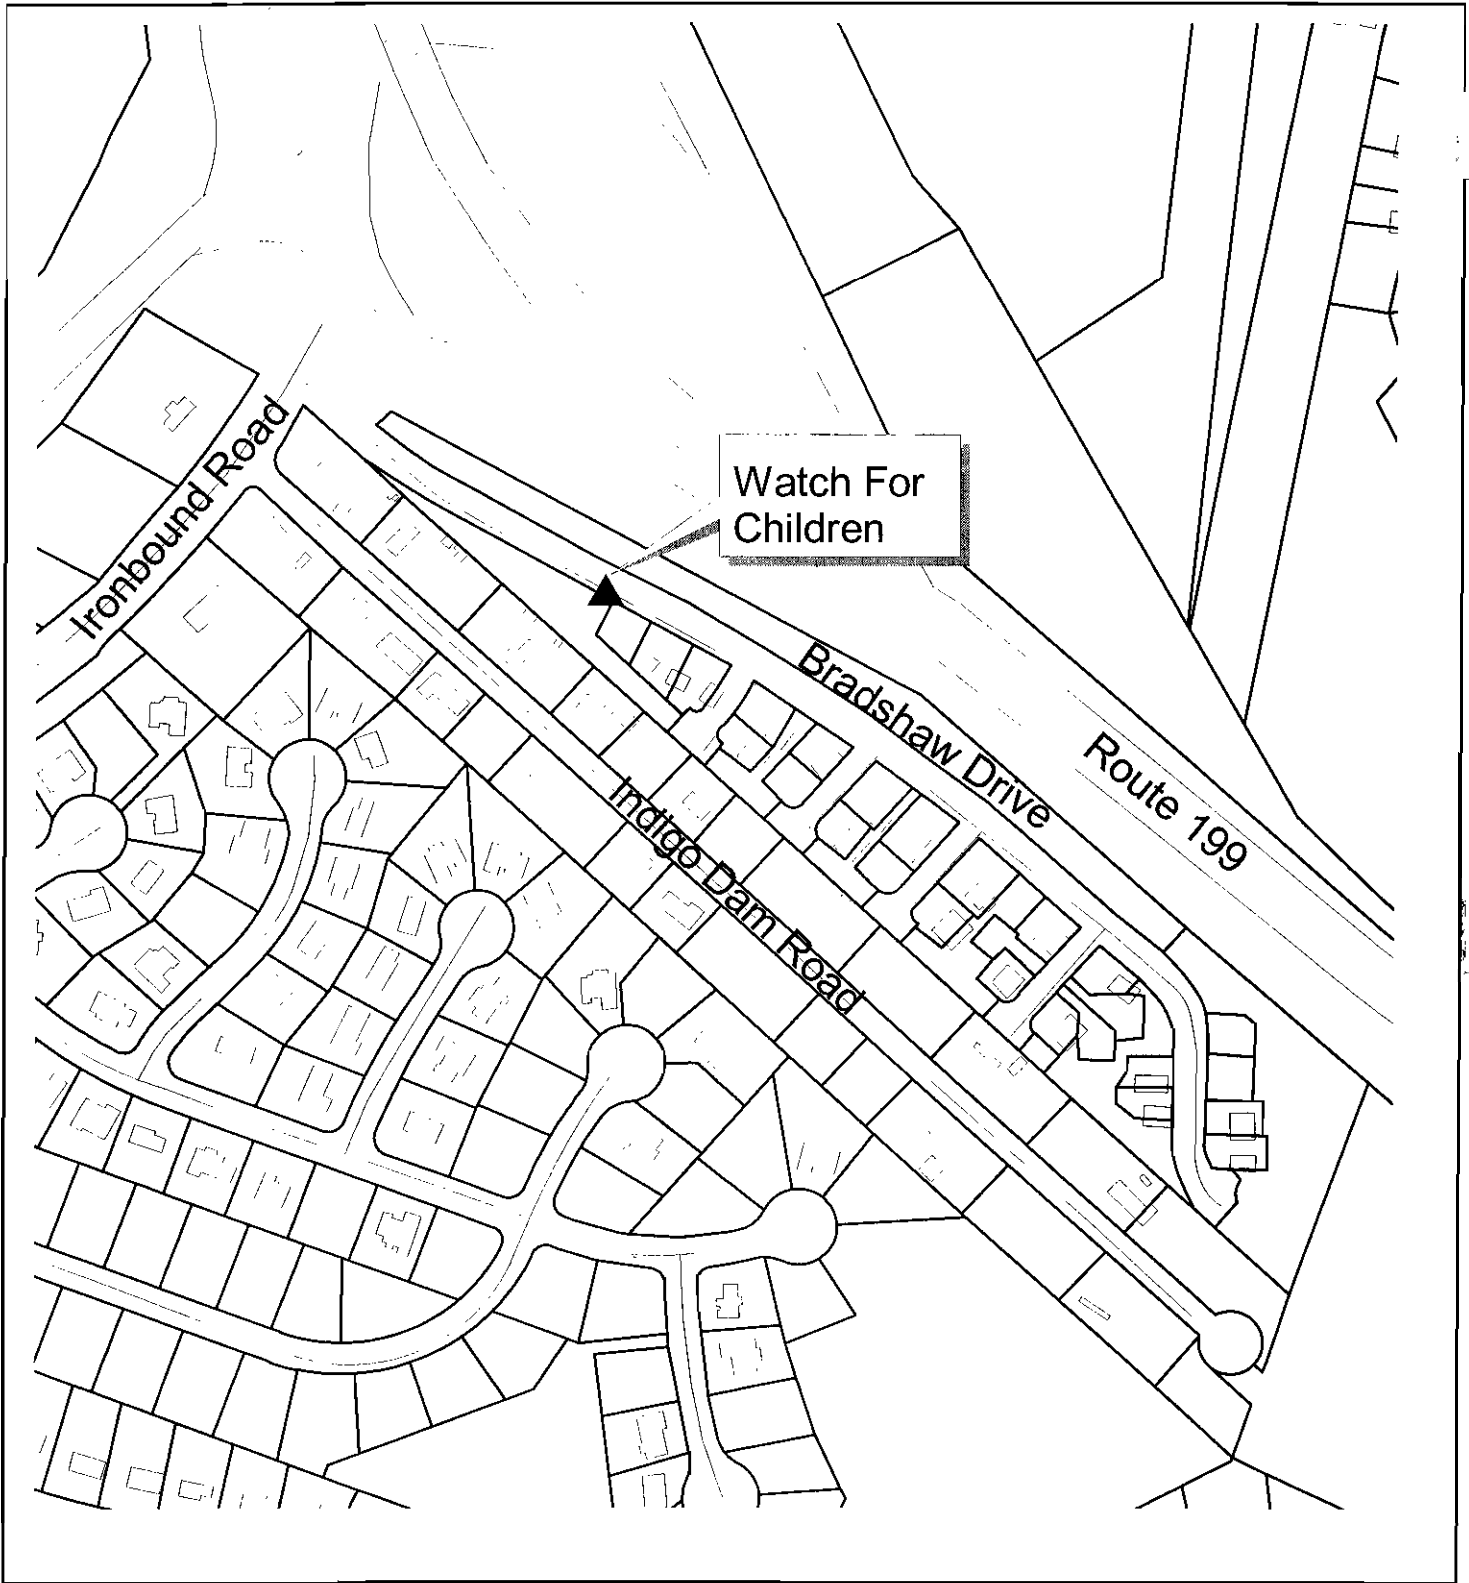 Watch For
Children
Ironbound Road
Bradshaw Drive
Route 199
Indigo Dam Road